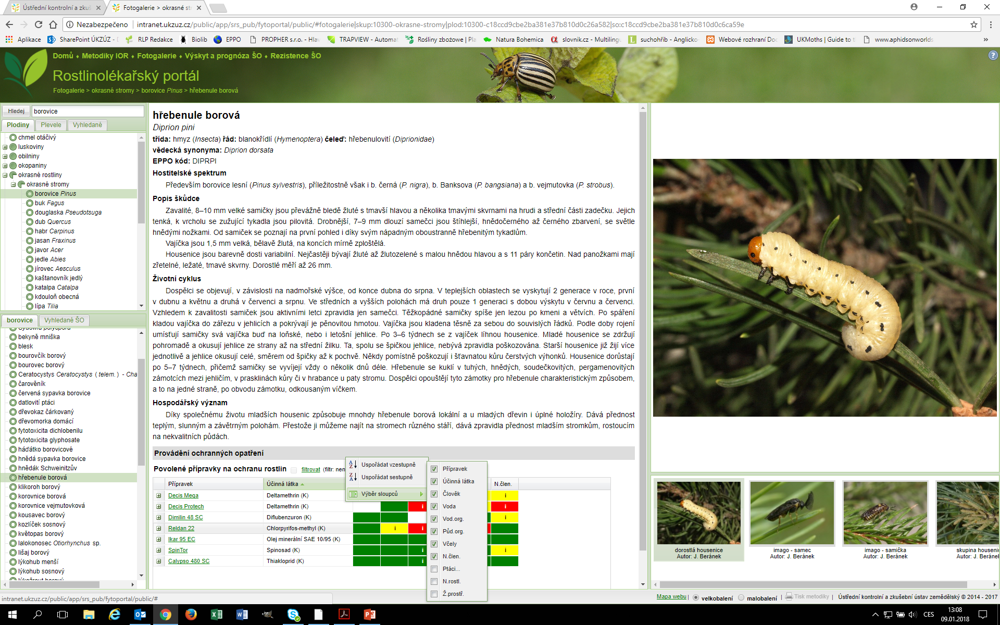 Ústřední kontrolní a zkuš
Fotogalerie > okrasné str
Nezabezpečeno
intranet.ukzuz.cz/public/app/srs_pub/fytoportal/public/#fotogalerie|skup:10300-okrasne-stromy|plod:10300-c18ccd9cbe2ba381e37b810d0c26a582|so:c18ccd9cbe2ba381e37b810d0c6ca59e
Aplikace SharePoint ÚKZÚZ - RLP Redakce Biolib EPPO PROPHER s.r.o. - Hlav TRAPVIEW - Automat Rośliny zbożowe | Pla Natura Bohemica slovnik.cz - Multiling suchohřib - Anglicko- Webové rozhraní Doc UKMoths | Guide to t www.aphidsonworlds »
Domů ♦ Metodiky IOR ♦ Fotogalerie ♦ Výskyt a prognóza ŠO ♦ Rezistence ŠO
Rostlinolékařský portál
Fotogalerie > okrasné stromy > borovice Pinus > hřebenule borová
Hledej borovice
Plodiny Plevele Vyhledané
chmel otáčivý
luskoviny
obilniny
okopaniny
okrasné rostliny
okrasné stromy
borovice Pinus
buk Fagus
douglaska Pseudotsuga
dub Quercus
habr Carpinus
jasan Fraxinus
javor Acer
jedle Abies
jírovec Aesculus
kaštanovník jedlý
katalpa Catalpa
kdouloň obecná
lípa Tilia
borovice Vyhledané ŠO
bekyně mniška
blesk
bourovčík borový
bourovec borový
Ceratocystis Ceratocystis ( telem. ) - Cha
čarověník
červená sypavka borovice
datlovití ptáci
dřevokaz čárkovaný
dřevomorka domácí
fytotoxicita dichlobenilu
fytotoxicita glyphosate
háďátko borovicové
hnědá sypavka borovice
hnědák Schweinitzův
hřebenule borová
klikoroh borový
korovnice borová
korovnice vejmutovková
kousavec borový
kozlíček sosnový
květopas borový
lalokonosec Otiorhynchus sp.
lišaj borový
lýkohub menší
lýkohub sosnový
hřebenule borová
Diprion pini
třída: hmyz (Insecta) řád: blanokřídlí (Hymenoptera) čeleď: hřebenulovití (Diprionidae)
vědecká synonyma: Diprion dorsata
EPPO kód: DIPRPI
Hostitelské spektrum
Především borovice lesní (Pinus sylvestris), příležitostně však i b. černá (P. nigra), b. Banksova (P. bangsiana) a b. vejmutovka (P. strobus).
Popis škůdce
Zavalité, 8–10 mm velké samičky jsou převážně bledě žluté s tmavší hlavou a několika tmavými skvrnami na hrudi a střední části zadečku. Jejich
tenká, k vrcholu se zužující tykadla jsou pilovitá. Drobnější, 7–9 mm dlouzí samečci jsou štíhlejší, hnědočerného až černého zbarvení, se světle
hnědými nožkami. Od samiček se poznají na první pohled i díky svým nápadným oboustranně hřebenitým tykadlům.
Vajíčka jsou 1,5 mm velká, bělavě žlutá, na koncích mírně zploštělá.
Housenice jsou barevně dosti variabilní. Nejčastěji bývají žluté až žlutozelené s malou hnědou hlavou a s 11 páry končetin. Nad panožkami mají
zřetelné, ležaté, tmavé skvrny. Dorostlé měří až 26 mm.
Životní cyklus
Dospělci se objevují, v závislosti na nadmořské výšce, od konce dubna do srpna. V teplejších oblastech se vyskytují 2 generace v roce, první
v dubnu a květnu a druhá v červenci a srpnu. Ve středních a vyšších polohách má druh pouze 1 generaci s dobou výskytu v červnu a červenci.
Vzhledem k zavalitosti samiček jsou aktivními letci zpravidla jen samečci. Těžkopádné samičky spíše jen lezou po kmeni a větvích. Po spáření
kladou vajíčka do zářezu v jehlicích a pokrývají je pěnovitou hmotou. Vajíčka jsou kladena těsně za sebou do souvislých řádků. Podle doby rojení
umísťují samičky svá vajíčka buď na loňské, nebo i letošní jehlice. Po 3–6 týdnech se z vajíček líhnou housenice. Mladé housenice se zdržují
pohromadě a okusují jehlice ze strany až na střední žilku. Ta, spolu se špičkou jehlice, nebývá zpravidla poškozována. Starší housenice již žijí více
jednotlivě a jehlice okusují celé, směrem od špičky až k pochvě. Někdy pomístně poškozují i šťavnatou kůru čerstvých výhonků. Housenice dorůstají
po 5–7 týdnech, přičemž samičky se vyvíjejí vždy o několik dnů déle. Hřebenule se kuklí v tuhých, hnědých, soudečkovitých, pergamenovitých
zámotcích mezi jehličím, v prasklinách kůry či v hrabance u paty stromu. Dospělci opouštějí tyto zámotky pro hřebenule charakteristickým způsobem,
a to na jedné straně, po obvodu zámotku, odkousaným víčkem.
Hospodářský význam
Díky společnému životu mladších housenic způsobuje mnohdy hřebenule borová lokální a u mladých dřevin i úplné holožíry. Dává přednost
teplým, slunným a závětrným polohám. Přestože ji můžeme najít na stromech různého stáří, dává zpravidla přednost mladším stromkům, rostoucím
na nekvalitních půdách.
Provádění ochranných opatření
Povolené přípravky na ochranu rostlin filtrovat (filtr: nen
Přípravek Účinná látka N.člen.
Decis Mega Deltamethrin (K) i
Decis Protech Deltamethrin (K) i i
Dimilin 48 SC Diflubenzuron (K) i
Reldan 22 Chlorpyrifos-methyl (K) i i
Ikar 95 EC Olej minerální SAE 10/95 (K)
SpinTor Spinosad (K) i i
Calypso 480 SC Thiakloprid (K) i
Uspořádat vzestupně
Uspořádat sestupně
Výběr sloupců
Přípravek
Účinná látka
Člověk
Voda
Vod.org.
Půd.org.
Včely
N.člen.
Ptáci...
N.rostl.
Ž.prostř.
dorostlá housenice
Autor: J. Beránek
imago - samec
Autor: J. Beránek
imago - samička
Autor: J. Beránek
skupina houseni
Autor: J. Berán
intranet.ukzuz.cz/public/app/srs_pub/fytoportal/public/#
Mapa webu | velkobalení malobalení | Tisk metodiky | Ústřední kontrolní a zkušební ústav zemědělský © 2014 - 2017
CES
13:08
09.01.2018